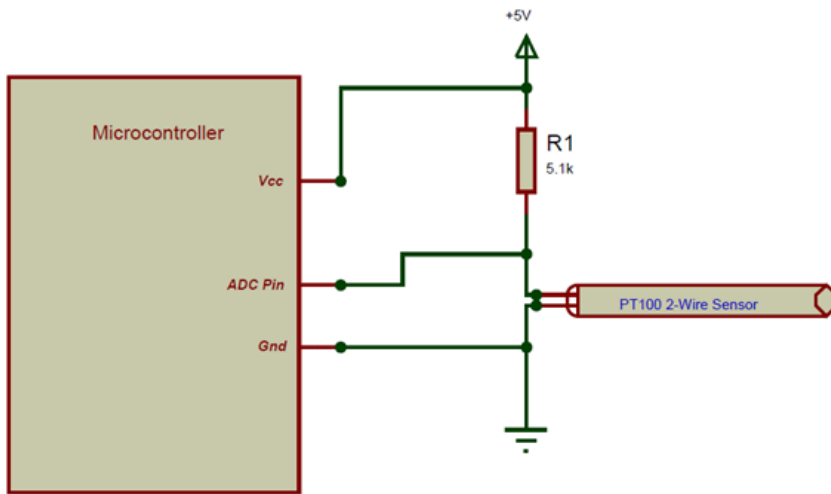 +5V
Microcontroller
R1
5.1k
Vcc
ADC Pin
PT100 2-Wire Sensor
Gnd